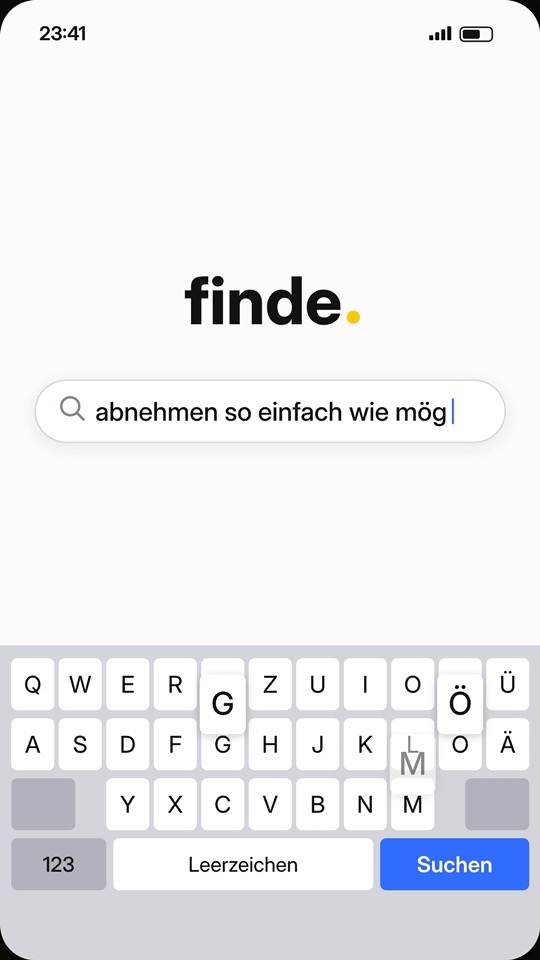 23:41
finde.
abnehmen so einfach wie mög
Q W E R Z U I O Ü
G Ö
A S D F G H J K L O Ä
M
Y X C V B N M
123 Leerzeichen Suchen